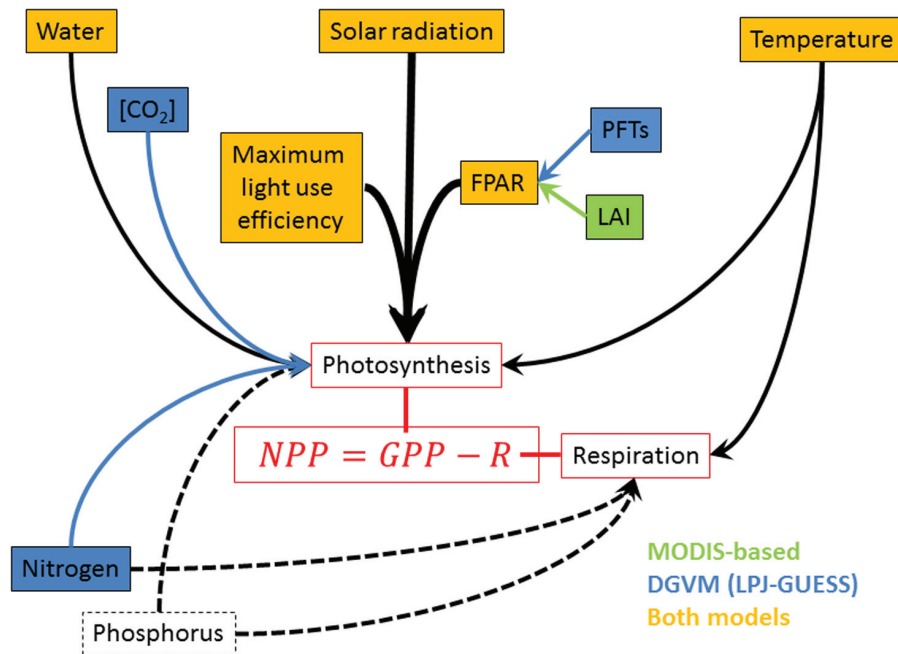 Water
Solar radiation
Temperature
[CO₂]
PFTs
Maximum
light use
efficiency
FPAR
LAI
Photosynthesis
NPP = GPP − R
Respiration
Nitrogen
Phosphorus
MODIS-based
DGVM (LPJ-GUESS)
Both models